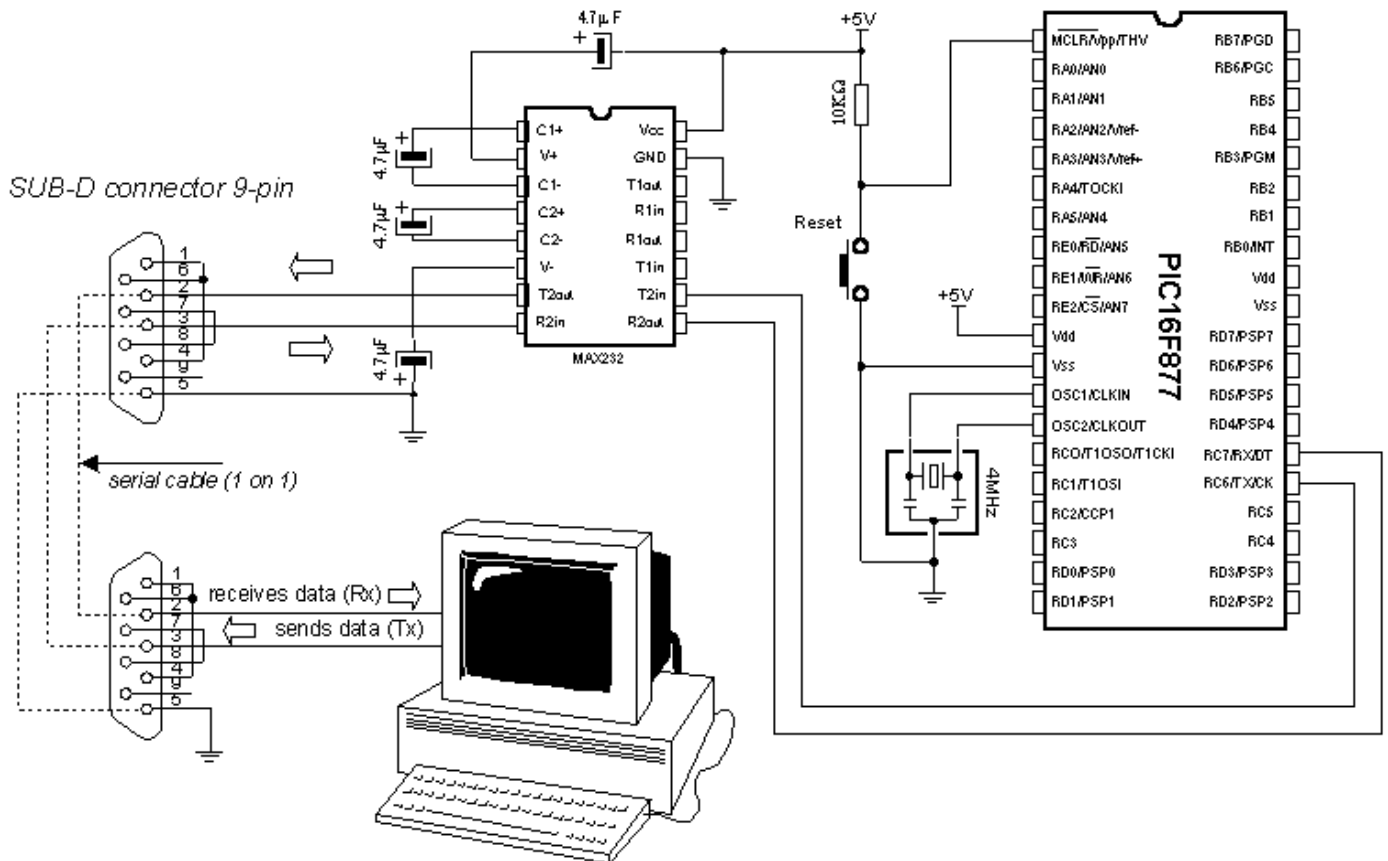 4.7µF
+
+5V
10KΩ
C1+
V+
C1-
C2+
C2-
V-
T2out
R2in
Vcc
GND
T1out
R1in
R1out
T1in
T2in
R2out
MAX232
+
4.7µF
+
4.7µF
4.7µF
+
SUB-D connector 9-pin
1
6
2
7
3
8
4
9
5
serial cable (1 on 1)
1
6
2
7
3
8
4
9
5
receives data (Rx)
sends data (Tx)
Reset
+5V
4MHz
MCLR/Vpp/THV
RA0/AN0
RA1/AN1
RA2/AN2/Vref-
RA3/AN3/Vref+
RA4/TOCKI
RA5/AN4
RE0/RD/AN5
RE1/WR/AN6
RE2/CS/AN7
Vdd
Vss
OSC1/CLKIN
OSC2/CLKOUT
RCO/T1OSO/T1CKI
RC1/T1OSI
RC2/CCP1
RC3
RD0/PSP0
RD1/PSP1
PIC16F877
RB7/PGD
RB6/PGC
RB5
RB4
RB3/PGM
RB2
RB1
RB0/INT
Vdd
Vss
RD7/PSP7
RD6/PSP6
RD5/PSP5
RD4/PSP4
RC7/RX/DT
RC6/TX/CK
RC5
RC4
RD3/PSP3
RD2/PSP2